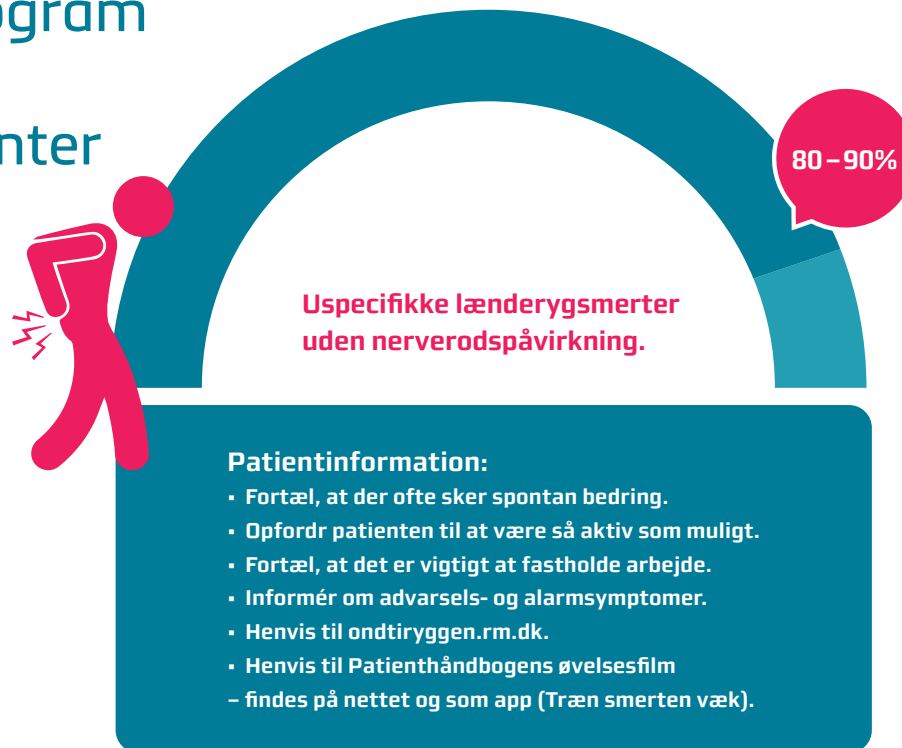 ogram
nter
80–90%
Uspecifikke lænderygsmerter
uden nerverodspåvirkning.
Patientinformation:
• Fortæl, at der ofte sker spontan bedring.
• Opfordr patienten til at være så aktiv som muligt.
• Fortæl, at det er vigtigt at fastholde arbejde.
• Informér om advarsels- og alarmsymptomer.
• Henvis til ondtiryggen.rm.dk.
• Henvis til Patienthåndbogens øvelsesfilm
– findes på nettet og som app (Træn smerten væk).